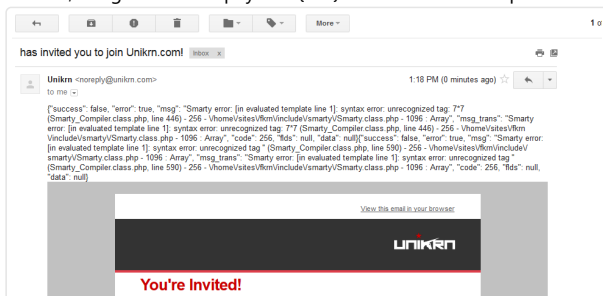 More
1 o
has invited you to join Unikrn.com! Inbox x
Unikrn <noreply@unikrn.com> 1:18 PM (0 minutes ago)
to me
{"success": false, "error": true, "msg": "Smarty error: [in evaluated template line 1]: syntax error: unrecognized tag: 7*7
(Smarty_Compiler.class.php, line 446) - 256 - \/home\/sites\/fkrn\/include\/smarty\/Smarty.class.php - 1096 : Array", "msg_trans": "Smarty
error: [in evaluated template line 1]: syntax error: unrecognized tag: 7*7 (Smarty_Compiler.class.php, line 446) - 256 - \/home\/sites\/fkrn
\/include\/smarty\/Smarty.class.php - 1096 : Array", "code": 256, "flds": null, "data": null}{"success": false, "error": true, "msg": "Smarty error:
[in evaluated template line 1]: syntax error: unrecognized tag '' (Smarty_Compiler.class.php, line 590) - 256 - \/home\/sites\/fkrn\/include\/
smarty\/Smarty.class.php - 1096 : Array", "msg_trans": "Smarty error: [in evaluated template line 1]: syntax error: unrecognized tag ''
(Smarty_Compiler.class.php, line 590) - 256 - \/home\/sites\/fkrn\/include\/smarty\/Smarty.class.php - 1096 : Array", "code": 256, "flds": null,
"data": null}
View this email in your browser
unikrn
You're Invited!